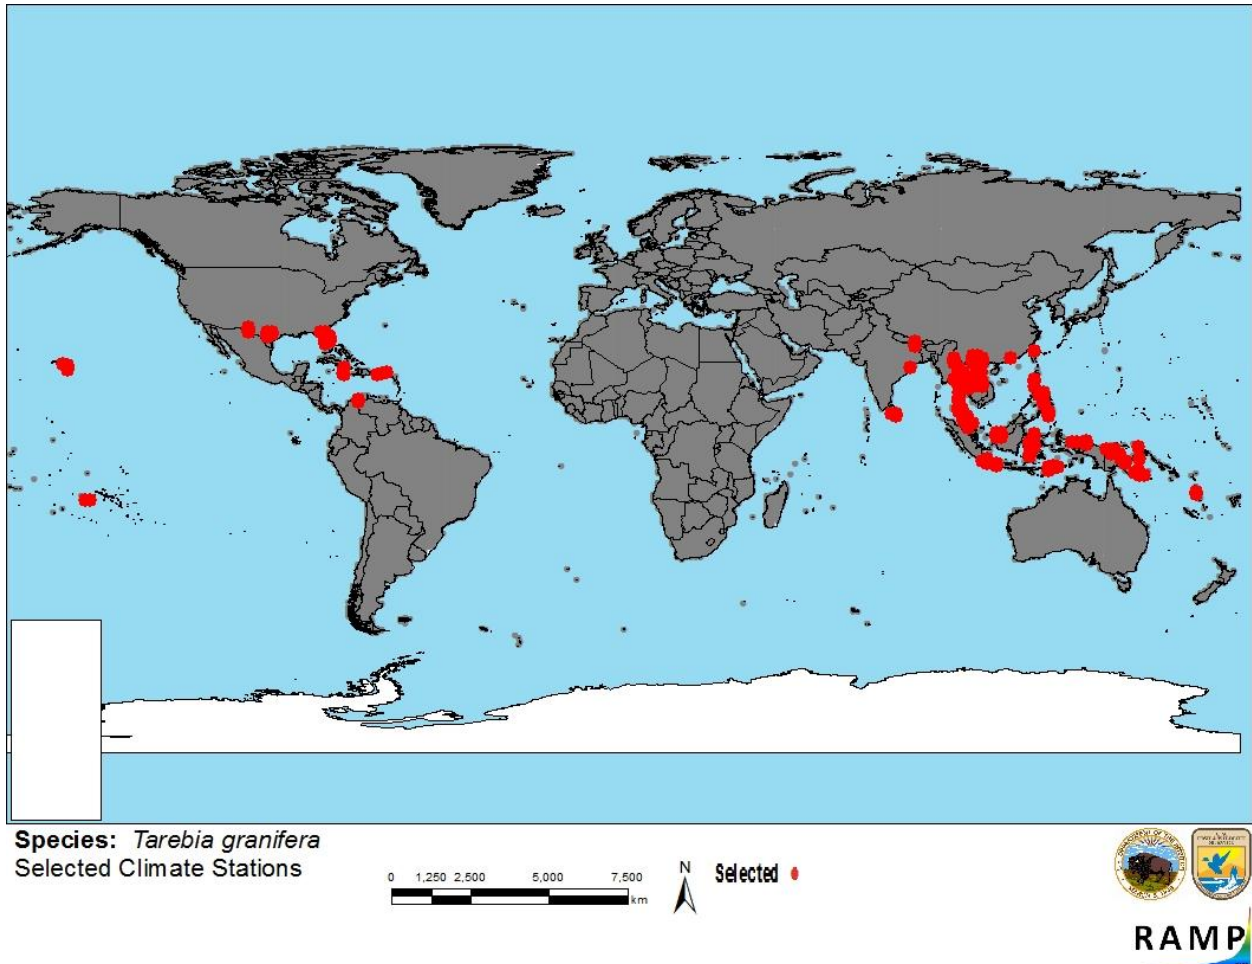 Species: Tarebia granifera
Selected Climate Stations
0 1,250 2,500 5,000 7,500
km
N
Selected
RAMP